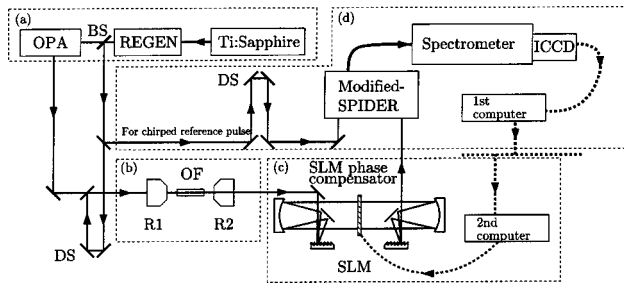 (a)
OPA
BS
REGEN
Ti:Sapphire
(d)
Spectrometer
ICCD
DS
Modified-
SPIDER
1st
computer
For chirped reference pulse
(b)
OF
R1
R2
DS
(c)
SLM phase
compensator
SLM
2nd
computer